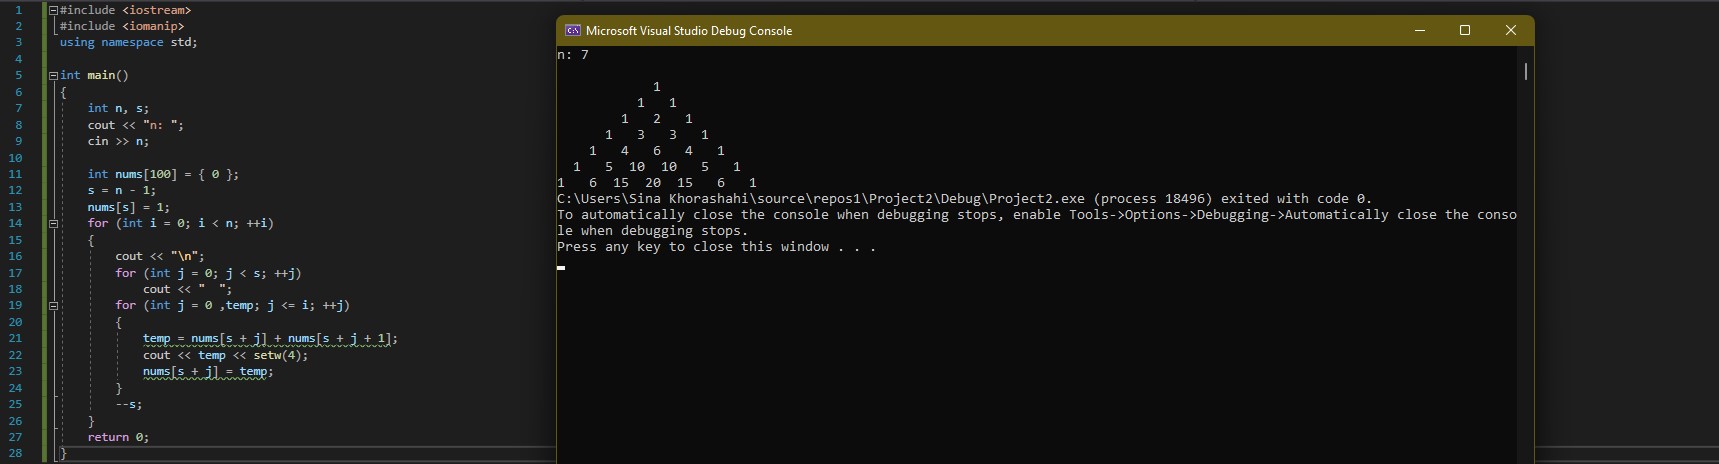 1 #include <iostream>
2 #include <iomanip>
3 using namespace std;
4
5 int main()
6 {
7     int n, s;
8     cout << "n: ";
9     cin >> n;
10
11     int nums[100] = { 0 };
12     s = n - 1;
13     nums[s] = 1;
14     for (int i = 0; i < n; ++i)
15     {
16         cout << "\n";
17         for (int j = 0; j < s; ++j)
18             cout << "  ";
19         for (int j = 0 ,temp; j <= i; ++j)
20         {
21             temp = nums[s + j] + nums[s + j + 1];
22             cout << temp << setw(4);
23             nums[s + j] = temp;
24         }
25         --s;
26     }
27     return 0;
28 }
Microsoft Visual Studio Debug Console
n: 7

            1
          1   1
        1   2   1
      1   3   3   1
    1   4   6   4   1
  1   5  10  10   5   1
1   6  15  20  15   6   1
C:\Users\Sina Khorashahi\source\repos1\Project2\Debug\Project2.exe (process 18496) exited with code 0.
To automatically close the console when debugging stops, enable Tools->Options->Debugging->Automatically close the conso
le when debugging stops.
Press any key to close this window . . .